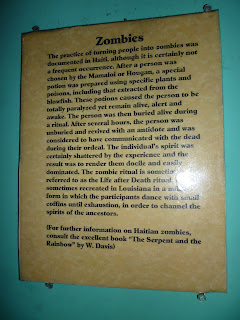 Zombies
The practice of turning people into zombies was
documented in Haiti, although it is certainly not
a frequent occurrence. After a person was
chosen by the Mamaloi or Hougan, a special
potion was prepared using specific plants and
poisons, including that extracted from the
blowfish. These potions caused the person to be
totally paralyzed yet remain alive, alert and
awake. The person was then buried alive during
a ritual. After several hours, the person was
unburied and revived with an antidote and was
considered to have communicated with the dead
during their ordeal. The individual's spirit was
certainly shattered by the experience and the
result was to render them docile and easily
dominated. The zombie ritual is sometimes
referred to as the Life after Death ritual
sometimes recreated in Louisiana in a
form in which the participants dance with small
coffins until exhaustion, in order to channel the
spirits of the ancestors.
(For further information on Haitian zombies,
consult the excellent book "The Serpent and the
Rainbow" by W. Davis)